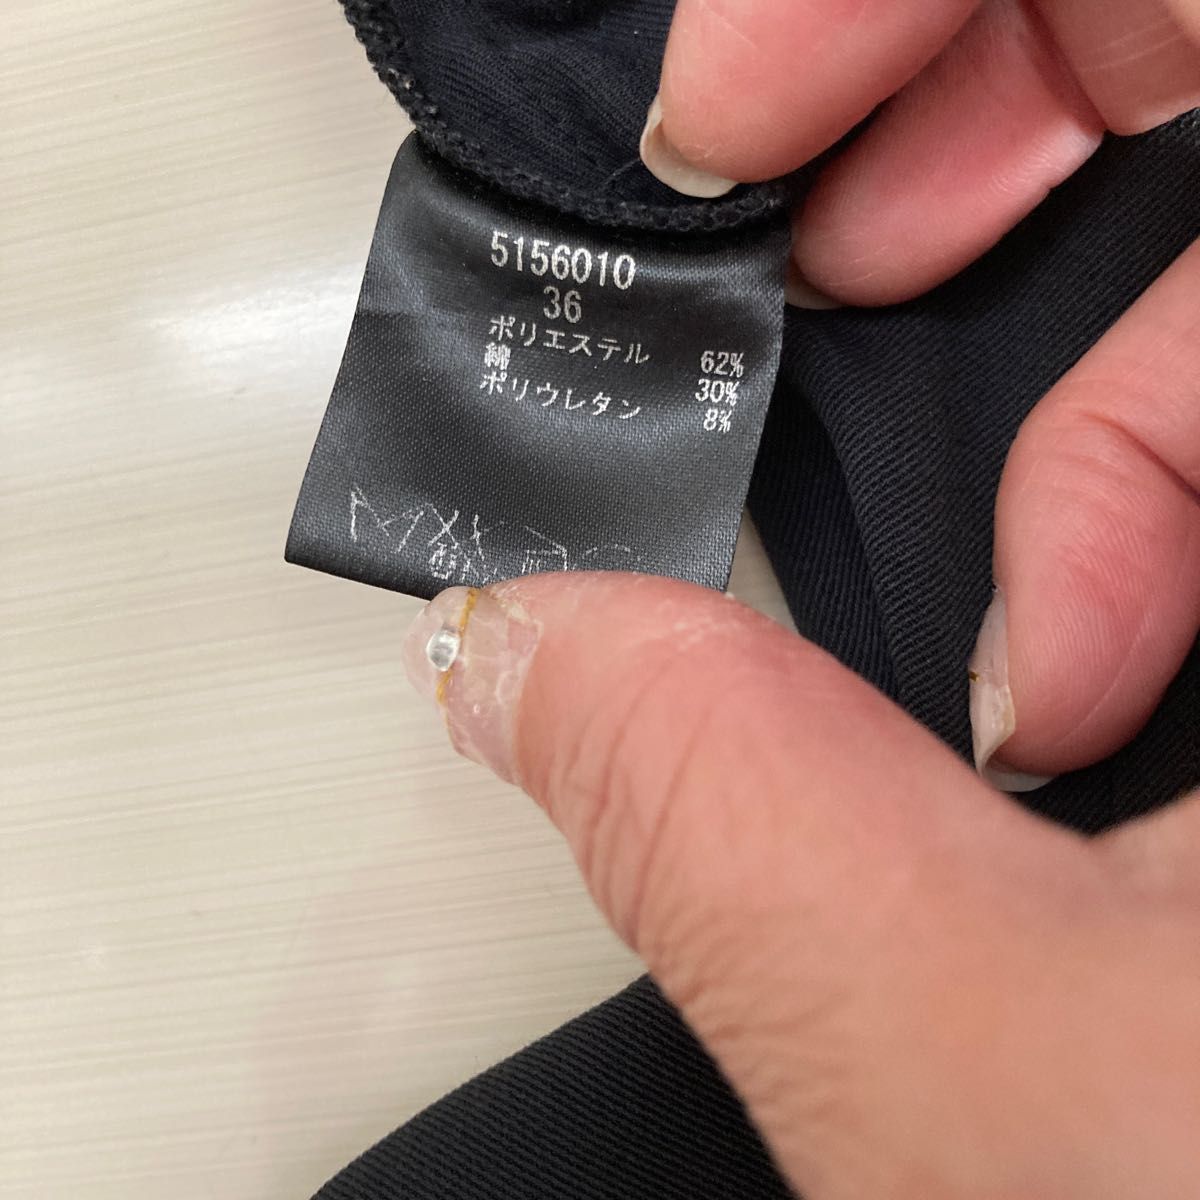 5156010
36
ポリエステル 62%
綿 30%
ポリウレタン 8%